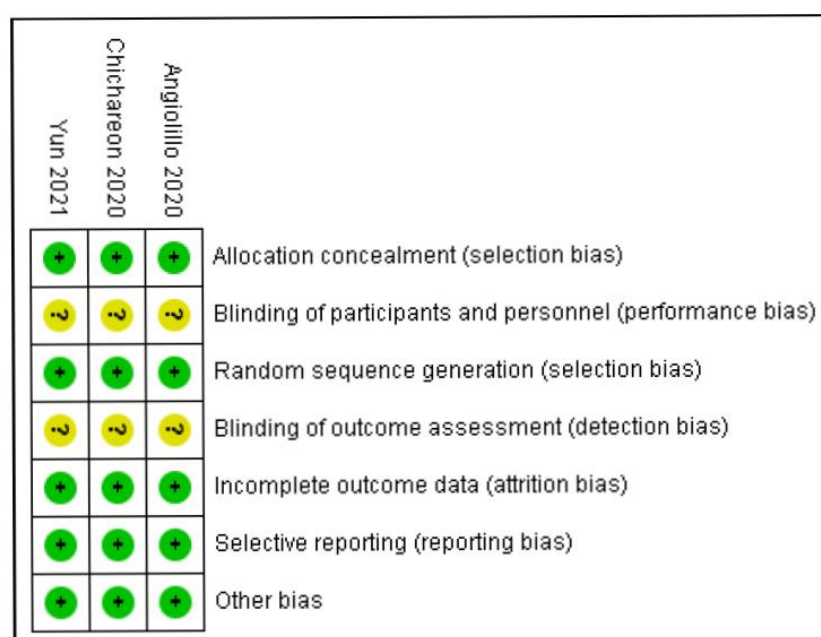 Yun 2021
Chichareon 2020
Angiolillo 2020
+ + + Allocation concealment (selection bias)
? ? ? Blinding of participants and personnel (performance bias)
+ + + Random sequence generation (selection bias)
? ? ? Blinding of outcome assessment (detection bias)
+ + + Incomplete outcome data (attrition bias)
+ + + Selective reporting (reporting bias)
+ + + Other bias